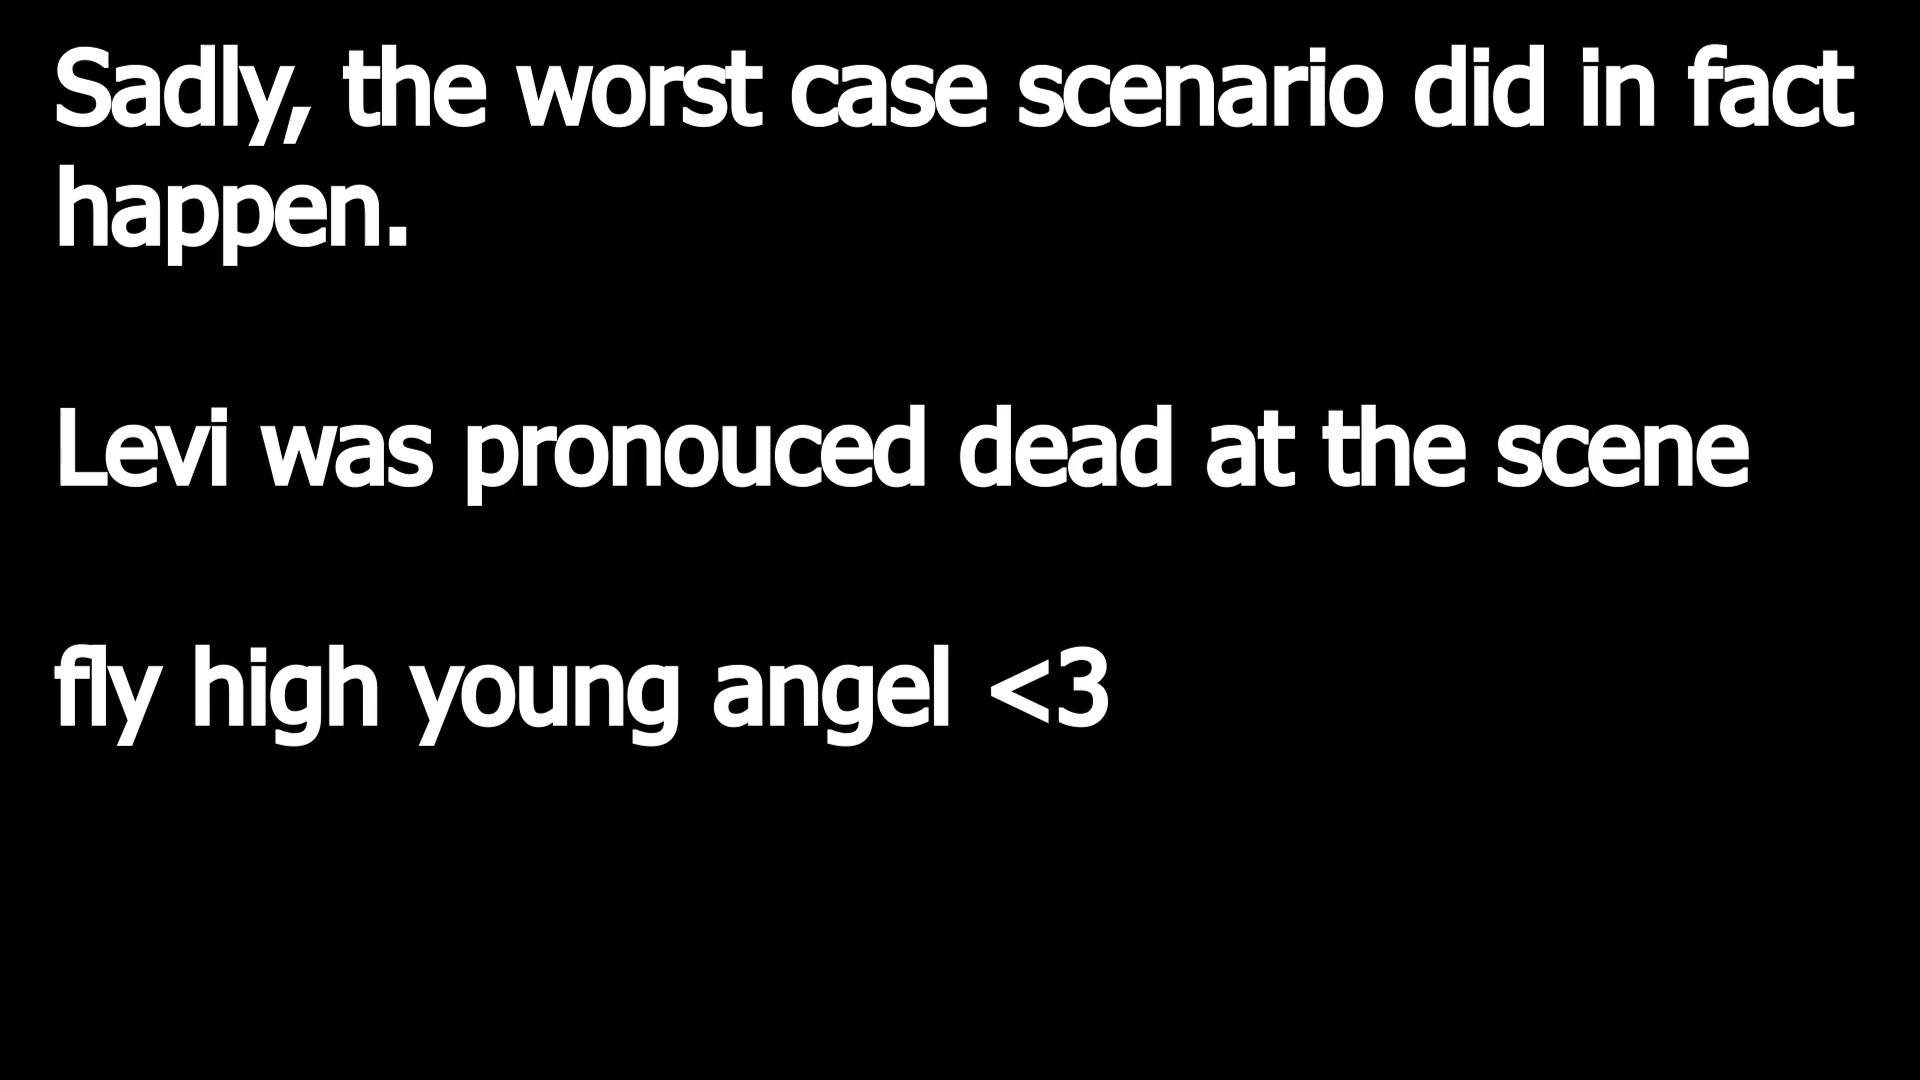 Sadly, the worst case scenario did in fact
happen.
Levi was pronouced dead at the scene
fly high young angel <3